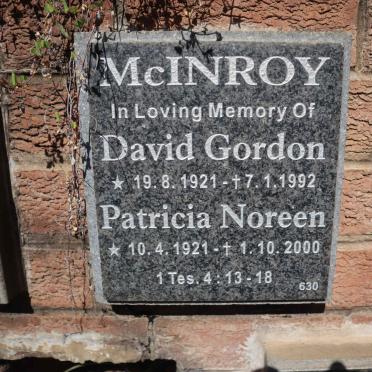 McINROY
In Loving Memory Of
David Gordon
★ 19.8.1921 - † 7.1.1992
Patricia Noreen
★ 10.4.1921 - † 1.10.2000
1 Tes. 4 : 13 - 18
630